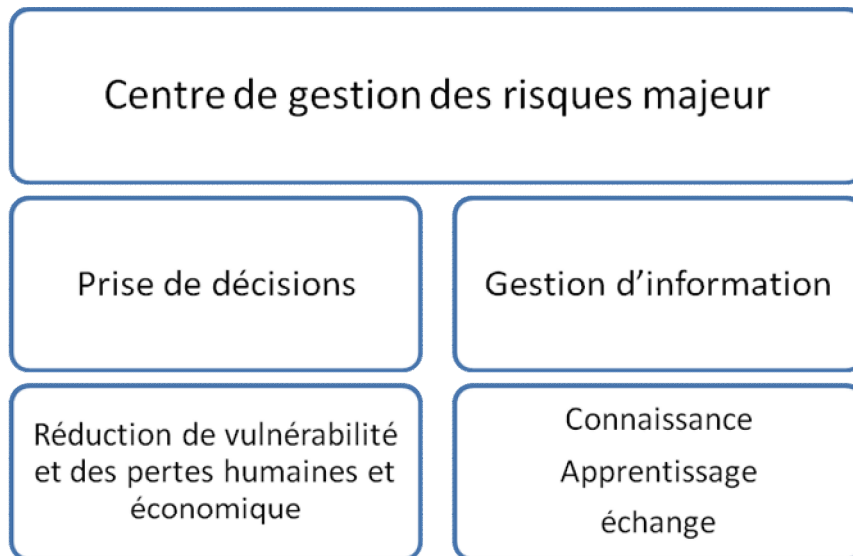 Centre de gestion des risques majeur
Prise de décisions
Gestion d’information
Réduction de vulnérabilité
et des pertes humaines et
économique
Connaissance
Apprentissage
échange